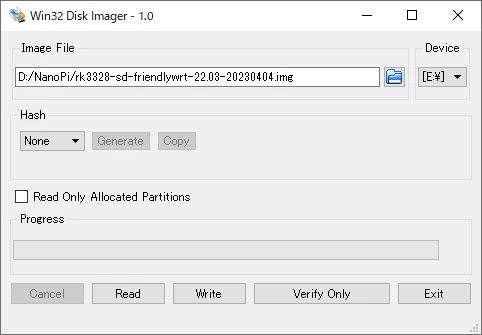 Win32 Disk Imager - 1.0
Image File
Device
D:/NanoPi/rk3328-sd-friendlywrt-22.03-20230404.img
[E:¥]
Hash
None
Generate
Copy
Read Only Allocated Partitions
Progress
Cancel
Read
Write
Verify Only
Exit